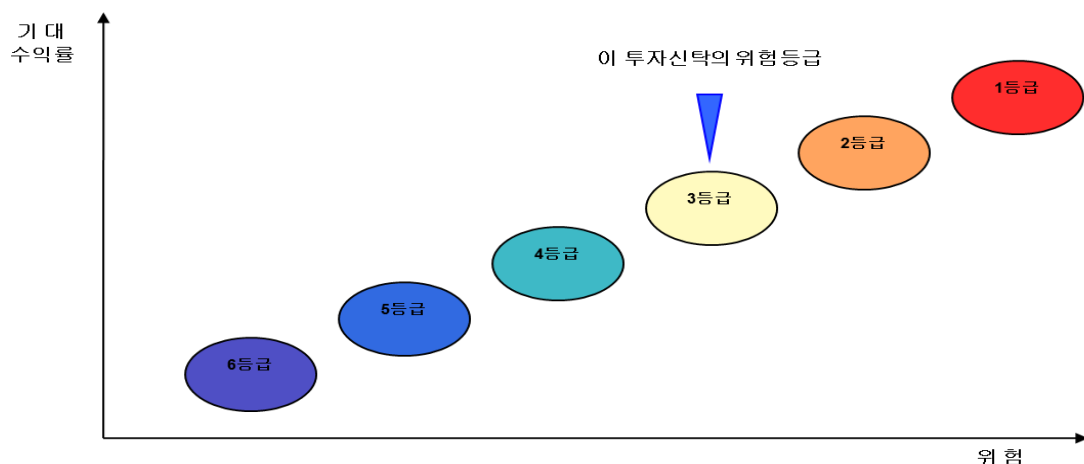 기 대
수익률
이 투자신탁의 위험등급
1등급
2등급
3등급
4등급
5등급
6등급
위 험